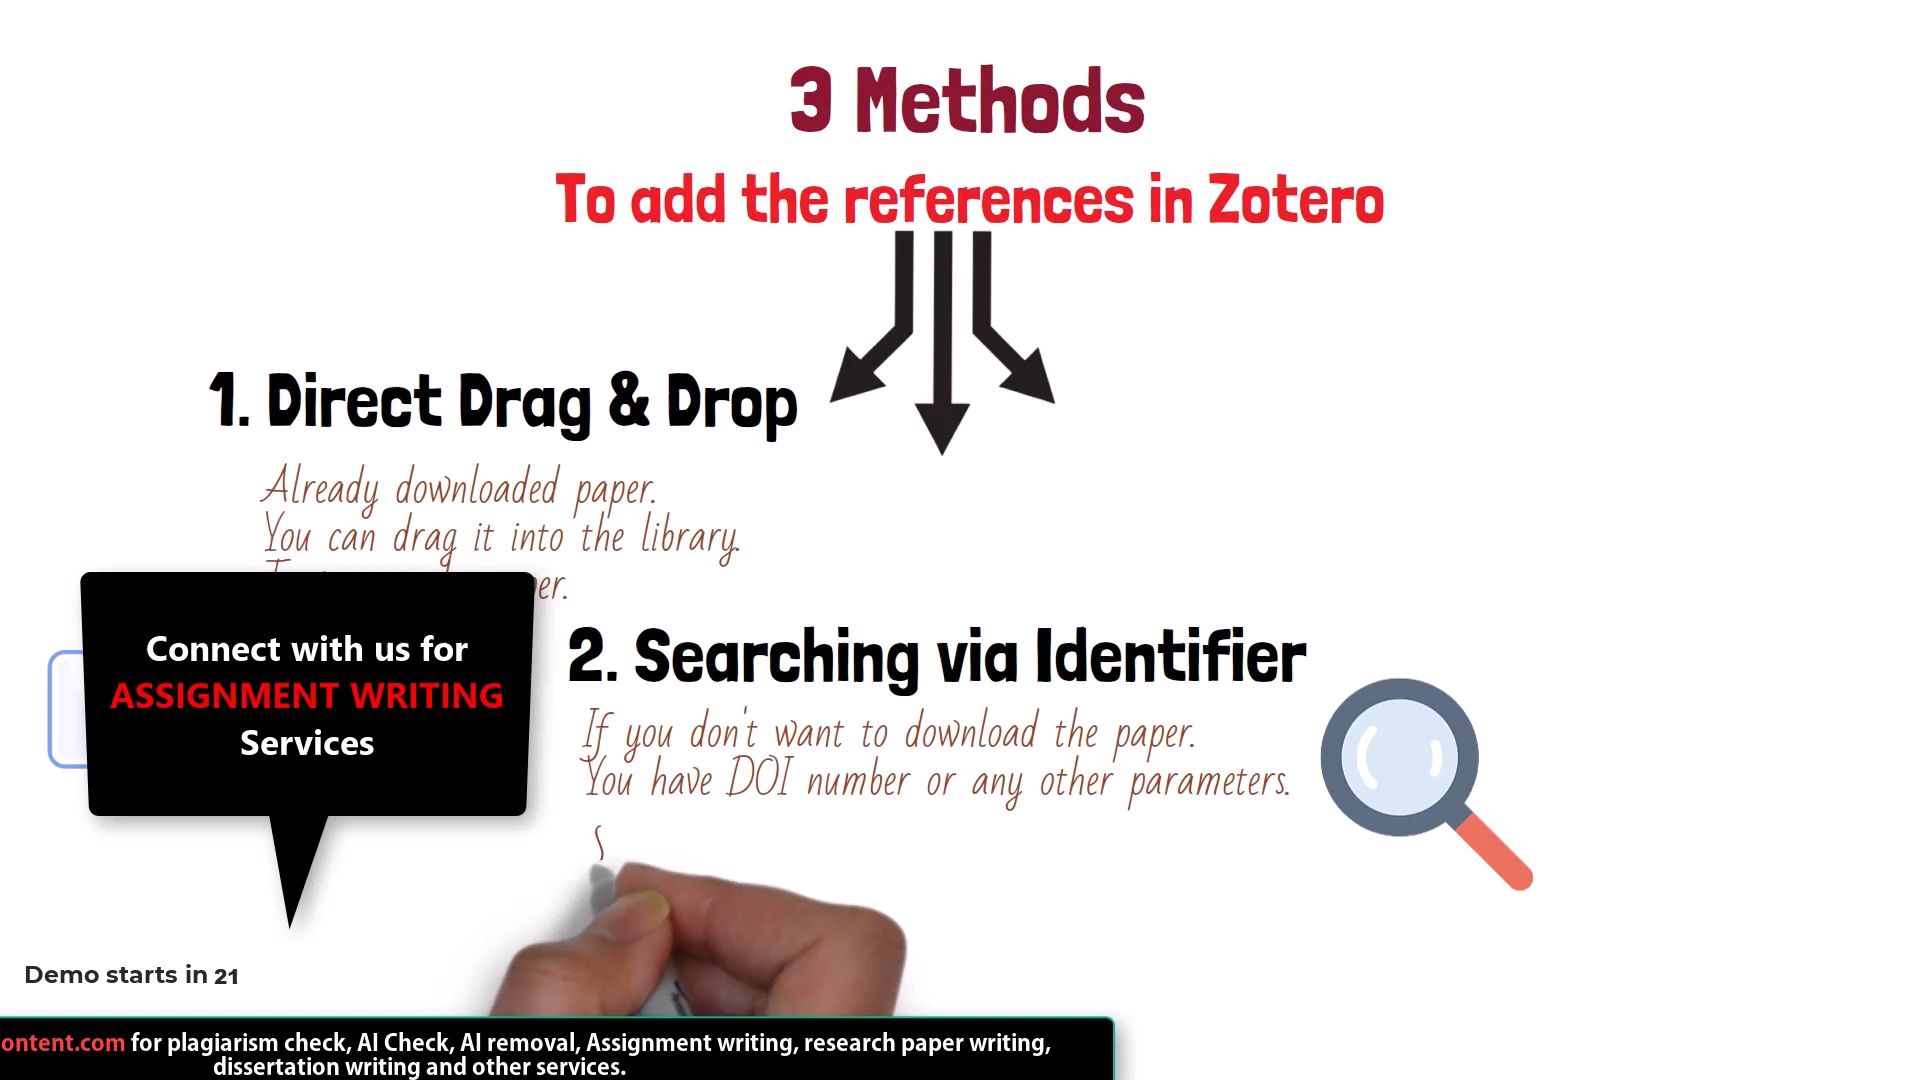 3 Methods
To add the references in Zotero
1. Direct Drag & Drop
Already downloaded paper.
You can drag it into the library.
2. Searching via Identifier
If you don't want to download the paper.
You have DOI number or any other parameters.
S
Connect with us for
ASSIGNMENT WRITING
Services
Demo starts in 21
ontent.com for plagiarism check, AI Check, AI removal, Assignment writing, research paper writing,
dissertation writing and other services.